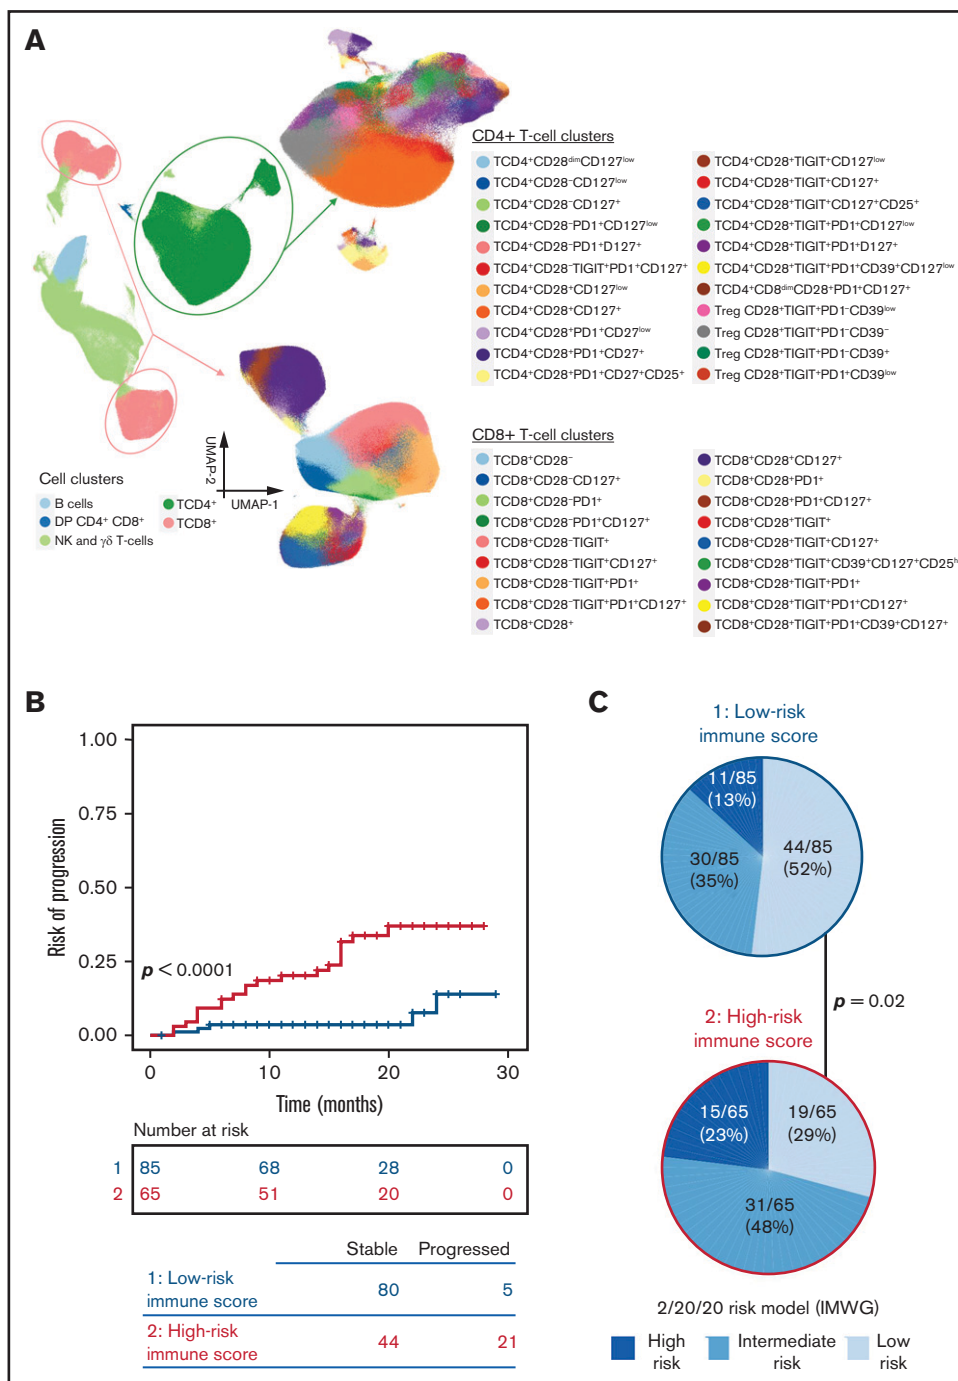 A
CD4+ T-cell clusters
TCD4⁺CD28ᵈⁱᵐCD127ˡᵒʷ
TCD4⁺CD28⁻CD127ˡᵒʷ
TCD4⁺CD28⁻CD127⁺
TCD4⁺CD28⁻PD1⁺CD127ˡᵒʷ
TCD4⁺CD28⁻PD1⁺D127⁺
TCD4⁺CD28⁻TIGIT⁺PD1⁺CD127⁺
TCD4⁺CD28⁺CD127ˡᵒʷ
TCD4⁺CD28⁺CD127⁺
TCD4⁺CD28⁺PD1⁺CD27ˡᵒʷ
TCD4⁺CD28⁺PD1⁺CD27⁺
TCD4⁺CD28⁺PD1⁺CD27⁺CD25⁺
TCD4⁺CD28⁺TIGIT⁺CD127ˡᵒʷ
TCD4⁺CD28⁺TIGIT⁺CD127⁺
TCD4⁺CD28⁺TIGIT⁺CD127⁺CD25⁺
TCD4⁺CD28⁺TIGIT⁺PD1⁺CD127ˡᵒʷ
TCD4⁺CD28⁺TIGIT⁺PD1⁺D127⁺
TCD4⁺CD28⁺TIGIT⁺PD1⁺CD39⁺CD127ˡᵒʷ
TCD4⁺CD8ᵈⁱᵐCD28⁺PD1⁺CD127⁺
Treg CD28⁺TIGIT⁺PD1⁻CD39ˡᵒʷ
Treg CD28⁺TIGIT⁺PD1⁻CD39⁻
Treg CD28⁺TIGIT⁺PD1⁻CD39⁺
Treg CD28⁺TIGIT⁺PD1⁺CD39ˡᵒʷ
CD8+ T-cell clusters
TCD8⁺CD28⁻
TCD8⁺CD28⁻CD127⁺
TCD8⁺CD28⁻PD1⁺
TCD8⁺CD28⁻PD1⁺CD127⁺
TCD8⁺CD28⁻TIGIT⁺
TCD8⁺CD28⁻TIGIT⁺CD127⁺
TCD8⁺CD28⁻TIGIT⁺PD1⁺
TCD8⁺CD28⁻TIGIT⁺PD1⁺CD127⁺
TCD8⁺CD28⁺
TCD8⁺CD28⁺CD127⁺
TCD8⁺CD28⁺PD1⁺
TCD8⁺CD28⁺PD1⁺CD127⁺
TCD8⁺CD28⁺TIGIT⁺
TCD8⁺CD28⁺TIGIT⁺CD127⁺
TCD8⁺CD28⁺TIGIT⁺CD39⁺CD127⁺CD25ʰ
TCD8⁺CD28⁺TIGIT⁺PD1⁺
TCD8⁺CD28⁺TIGIT⁺PD1⁺CD127⁺
TCD8⁺CD28⁺TIGIT⁺PD1⁺CD39⁺CD127⁺
UMAP-2
UMAP-1
Cell clusters
B cells
DP CD4⁺ CD8⁺
NK and γδ T-cells
TCD4⁺
TCD8⁺
B
1.00
0.75
0.50
0.25
0.00
Risk of progression
p < 0.0001
0 10 20 30
Time (months)
Number at risk
1 85 68 28 0
2 65 51 20 0
Stable Progressed
1: Low-risk
immune score
80 5
2: High-risk
immune score
44 21
C
1: Low-risk
immune score
11/85
(13%)
30/85
(35%)
44/85
(52%)
p = 0.02
2: High-risk
immune score
15/65
(23%)
19/65
(29%)
31/65
(48%)
2/20/20 risk model (IMWG)
High
risk
Intermediate
risk
Low
risk